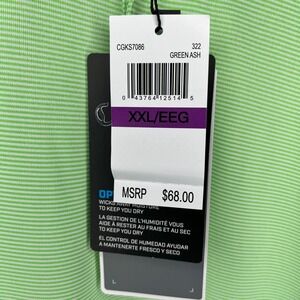 CGKS7086 322
GREEN ASH
0 43764 12514 5
XXL/EEG
MSRP $68.00
OP
WICKS AWAY MOISTURE
TO KEEP YOU DRY
LA GESTION DE L'HUMIDITÉ VOUS
AIDE À RESTER AU FRAIS ET AU SEC
TO KEEP YOU DRY
EL CONTROL DE HUMEDAD AYUDAR
A MANTENERTE FRESCO Y SECO